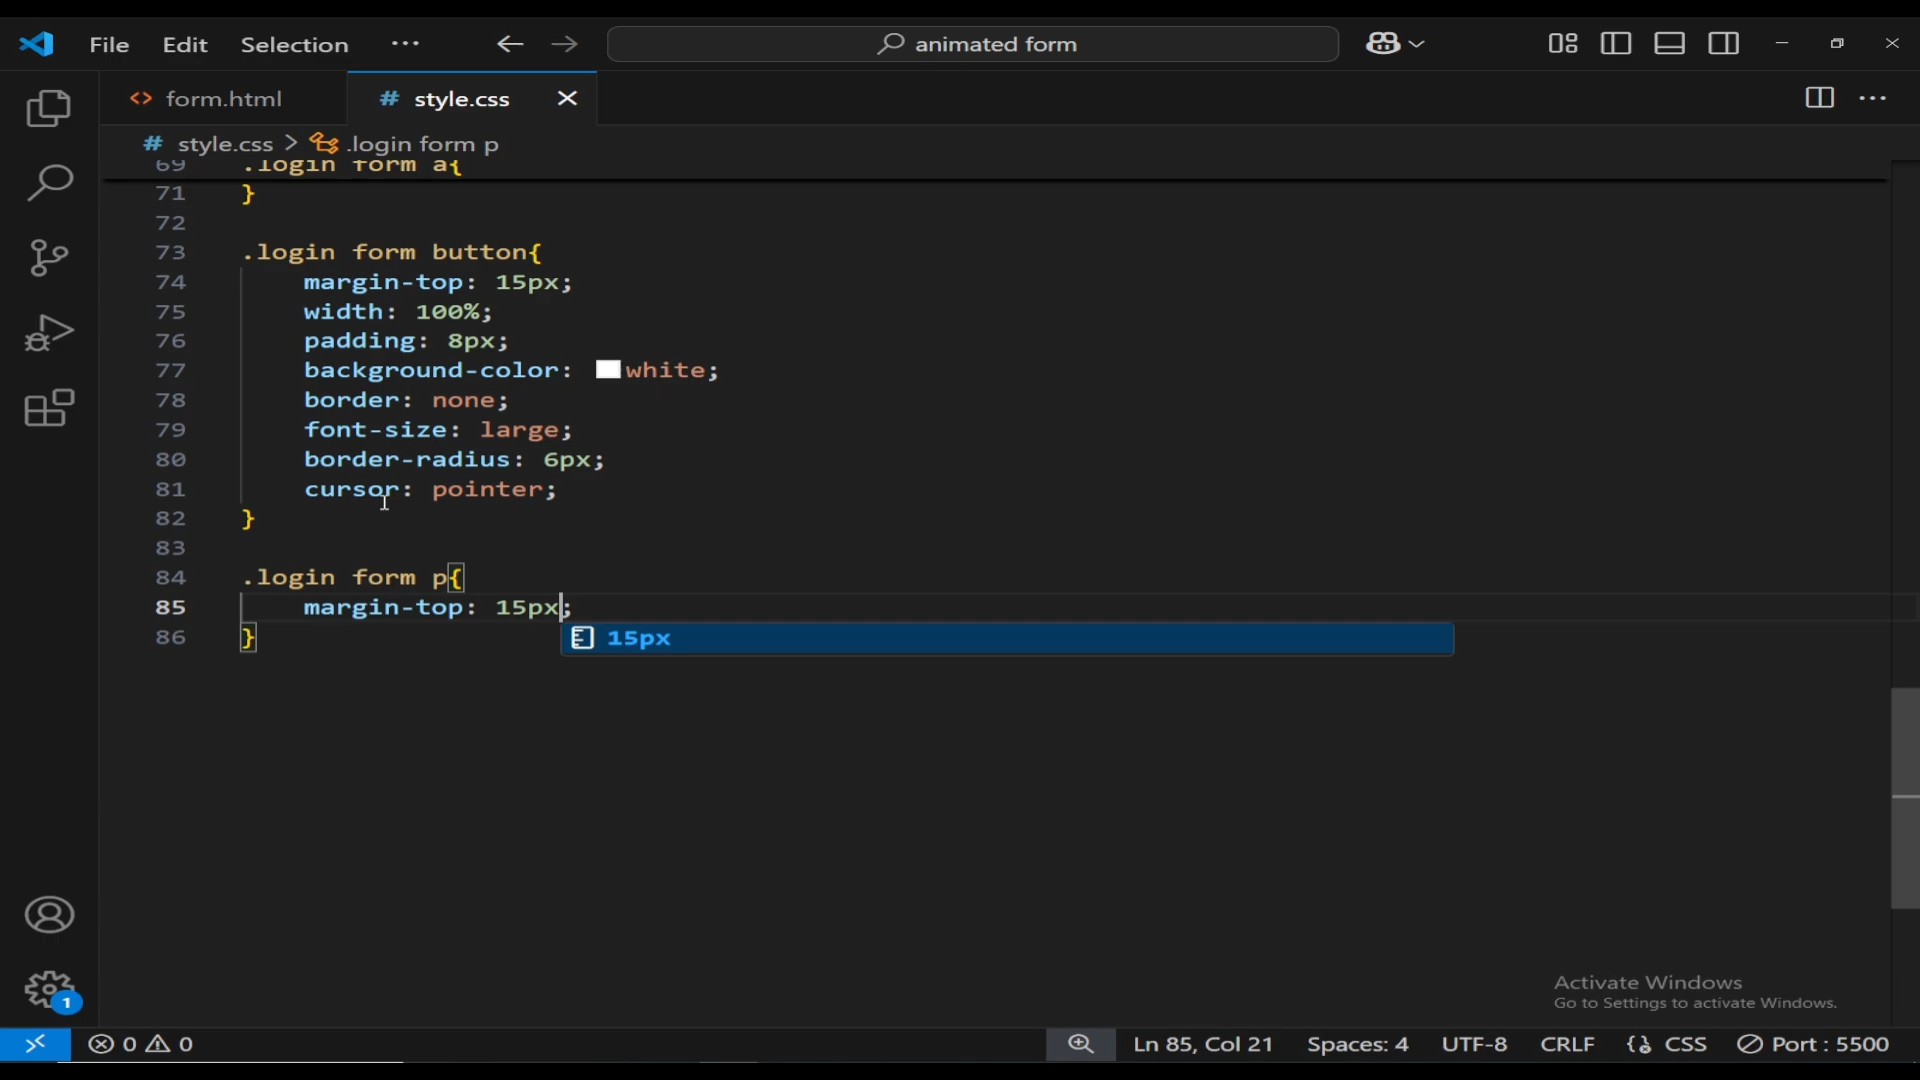 File Edit Selection ··· animated form
form.html # style.css
# style.css > .login form p
69 .login form a{
71 }
72
73 .login form button{
74 margin-top: 15px;
75 width: 100%;
76 padding: 8px;
77 background-color: white;
78 border: none;
79 font-size: large;
80 border-radius: 6px;
81 cursor: pointer;
82 }
83
84 .login form p{
85 margin-top: 15px;
86 }
15px
Activate Windows
Go to Settings to activate Windows.
1
0 0 Ln 85, Col 21 Spaces: 4 UTF-8 CRLF CSS Port : 5500